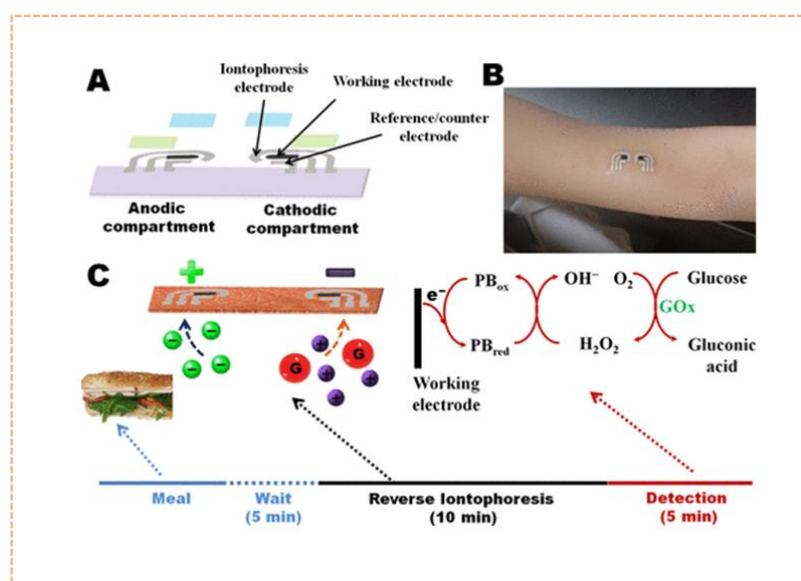 A
Iontophoresis
electrode
Working electrode
Reference/counter
electrode
Anodic
compartment
Cathodic
compartment
B
C
+
−
− − − −
G G
+ + + +
e⁻
PBox
OH⁻
O₂
Glucose
GOx
PBred
H₂O₂
Gluconic
acid
Working
electrode
Meal
Wait
(5 min)
Reverse Iontophoresis
(10 min)
Detection
(5 min)